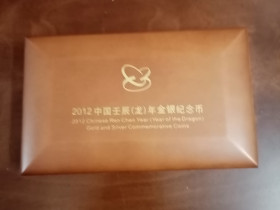 2012中国壬辰(龙)年金银纪念币
2012 Chinese Ren Chen Year (Year of the Dragon)
Gold and Silver Commemorative Coins